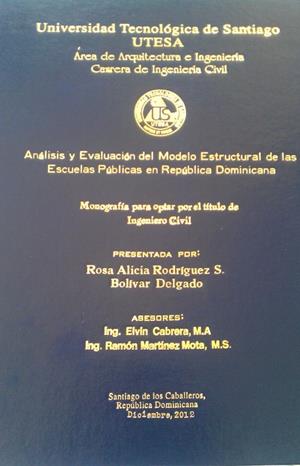 Universidad Tecnológica de Santiago
UTESA
Área de Arquitectura e Ingeniería
Carrera de Ingeniería Civil
UTESA
Análisis y Evaluación del Modelo Estructural de las
Escuelas Públicas en República Dominicana
Monografía para optar por el título de
Ingeniero Civil
PRESENTADA POR:
Rosa Alicia Rodríguez S.
Bolívar Delgado
ASESORES:
Ing. Elvin Cabrera, M.A
Ing. Ramón Martínez Mota, M.S.
Santiago de los Caballeros,
República Dominicana
Diciembre, 2012